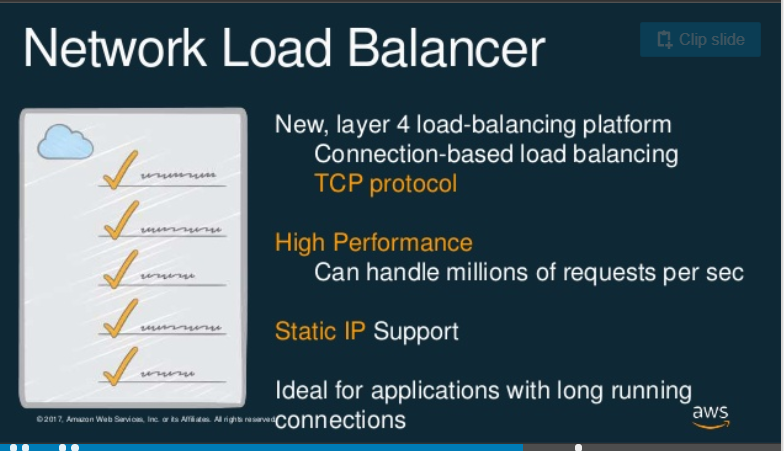 Network Load Balancer
Clip slide
New, layer 4 load-balancing platform
Connection-based load balancing
TCP protocol
High Performance
Can handle millions of requests per sec
Static IP Support
Ideal for applications with long running
connections
© 2017, Amazon Web Services, Inc. or its Affiliates. All rights reserved.
aws